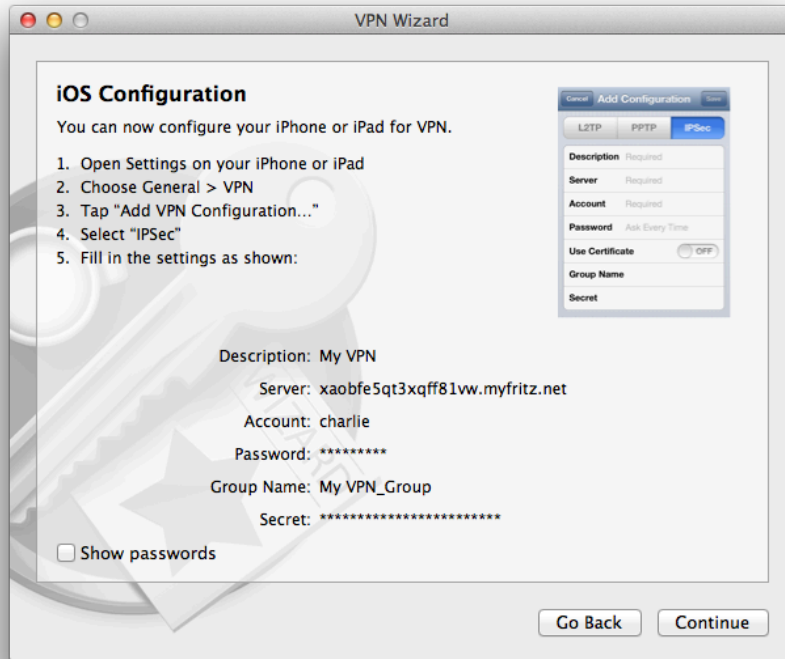 VPN Wizard
iOS Configuration
You can now configure your iPhone or iPad for VPN.
1. Open Settings on your iPhone or iPad
2. Choose General > VPN
3. Tap “Add VPN Configuration...”
4. Select “IPSec”
5. Fill in the settings as shown:
Cancel Add Configuration Save
L2TP PPTP IPSec
Description Required
Server Required
Account Required
Password Ask Every Time
Use Certificate OFF
Group Name
Secret
Description: My VPN
Server: xaobfe5qt3xqff81vw.myfritz.net
Account: charlie
Password: *********
Group Name: My VPN_Group
Secret: ************************
WIZARD
Show passwords
Go Back Continue